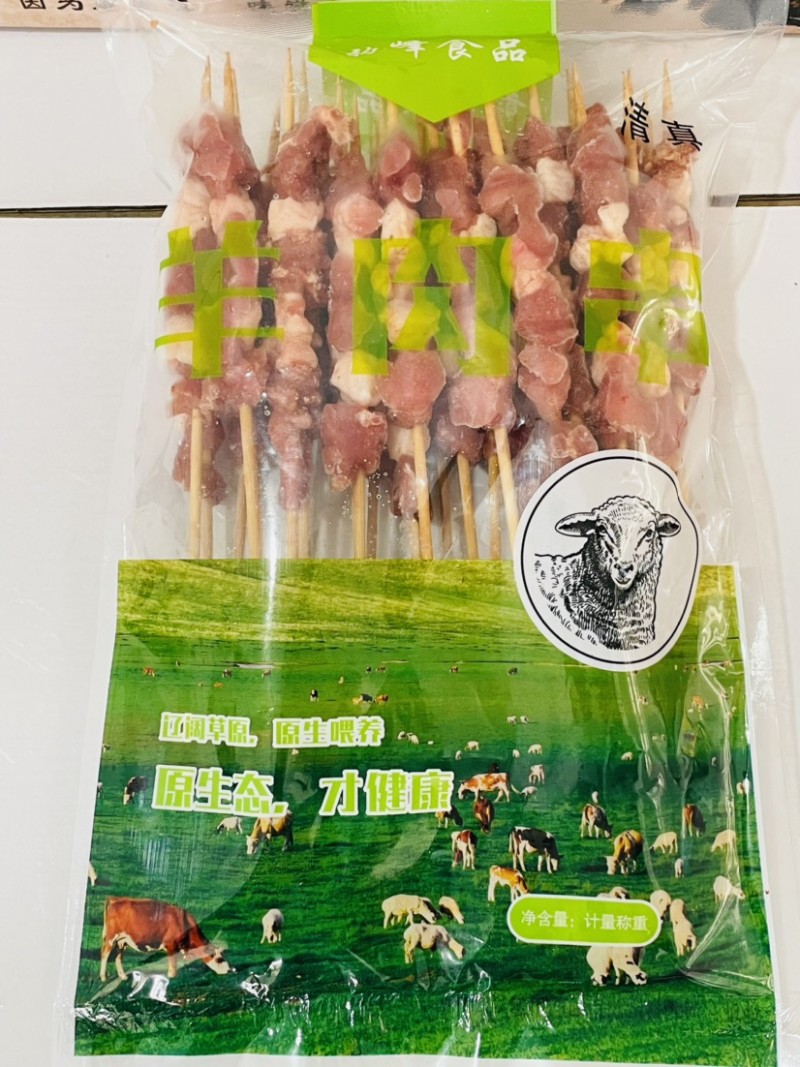 峰食品
清真
羊肉串
辽阔草原，原生喂养
原生态，才健康
净含量：计量称重